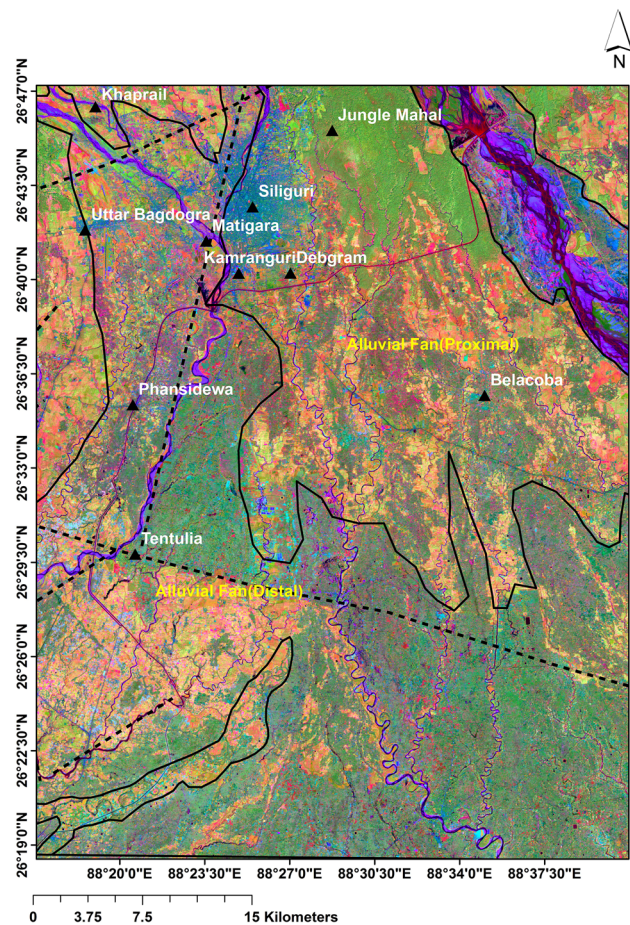 N
26°47'0"N
Khaprail
Jungle Mahal
26°43'30"N
Siliguri
Uttar Bagdogra
Matigara
26°40'0"N
KamranguriDebgram
Alluvial Fan(Proximal)
26°36'30"N
Belacoba
Phansidewa
26°33'0"N
Tentulia
26°29'30"N
Alluvial Fan(Distal)
26°26'0"N
26°22'30"N
26°19'0"N
88°20'0"E 88°23'30"E 88°27'0"E 88°30'30"E 88°34'0"E 88°37'30"E
0 3.75 7.5 15 Kilometers